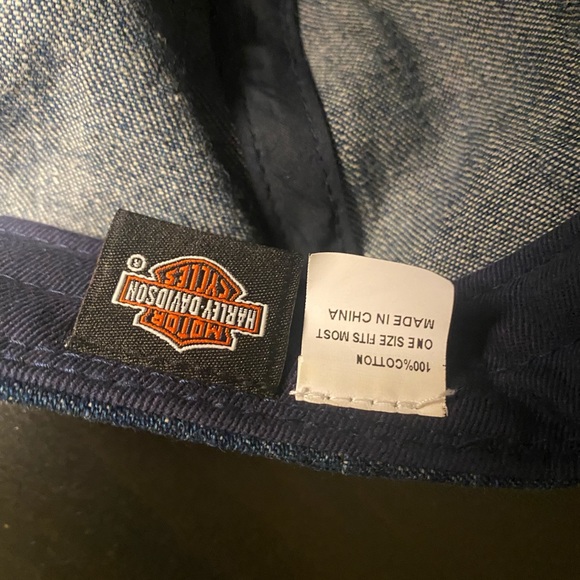 MOTOR
HARLEY-DAVIDSON
CYCLES
®
100%COTTON
ONE SIZE FITS MOST
MADE IN CHINA